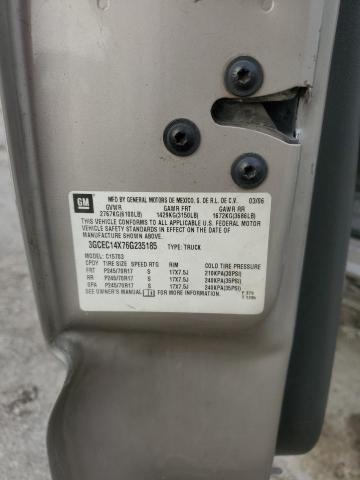 GM
MFD BY GENERAL MOTORS DE MEXICO, S. DE R.L. DE C.V. 03/06
GVWR GAWR FRT GAWR RR
2767KG(6100LB) 1429KG(3150LB) 1672KG(3686LB)
THIS VEHICLE CONFORMS TO ALL APPLICABLE U.S. FEDERAL MOTOR
VEHICLE SAFETY STANDARDS IN EFFECT ON THE DATE OF
MANUFACTURE SHOWN ABOVE.
3GCEC14X76G235185 TYPE: TRUCK
MODEL: C15703
CPDY TIRE SIZE SPEED RTG RIM COLD TIRE PRESSURE
FRT P245/70R17 S 17X7.5J 210KPA(30PSI)
RR P245/70R17 S 17X7.5J 240KPA(35PSI)
SPA P245/70R17 S 17X7.5J 240KPA(35PSI)
SEE OWNER'S MANUAL FOR MORE INFORMATION.